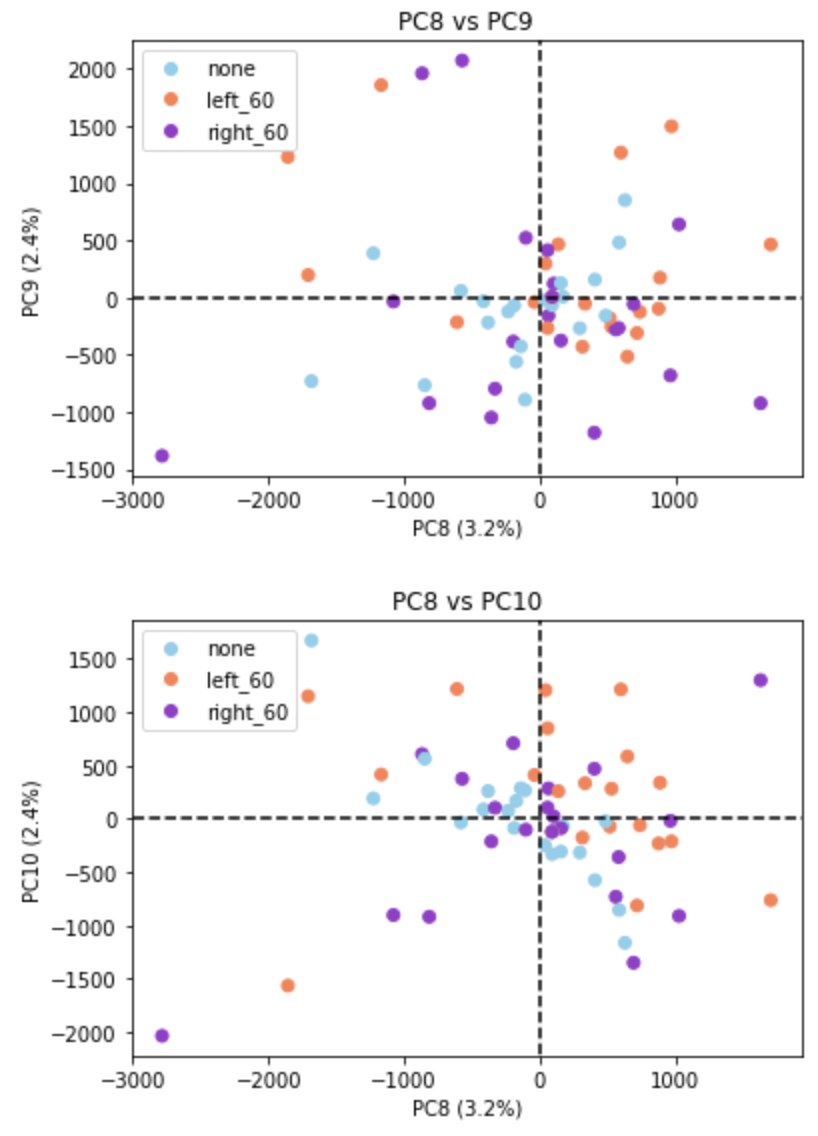 PC8 vs PC9
none
left_60
right_60
2000
1500
1000
500
0
−500
−1000
−1500
PC9 (2.4%)
−3000 −2000 −1000 0 1000
PC8 (3.2%)
PC8 vs PC10
none
left_60
right_60
1500
1000
500
0
−500
−1000
−1500
−2000
PC10 (2.4%)
−3000 −2000 −1000 0 1000
PC8 (3.2%)